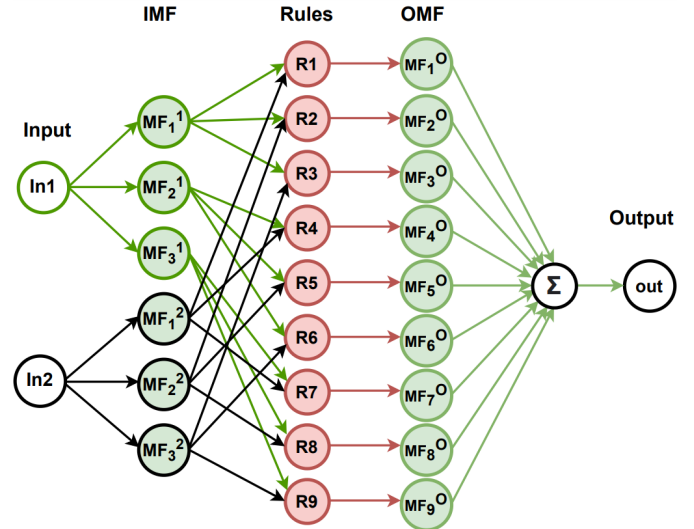 IMF Rules OMF
Input
Output
In1
In2
MF₁¹
MF₂¹
MF₃¹
MF₁²
MF₂²
MF₃²
R1
R2
R3
R4
R5
R6
R7
R8
R9
MF₁ᴼ
MF₂ᴼ
MF₃ᴼ
MF₄ᴼ
MF₅ᴼ
MF₆ᴼ
MF₇ᴼ
MF₈ᴼ
MF₉ᴼ
Σ
out